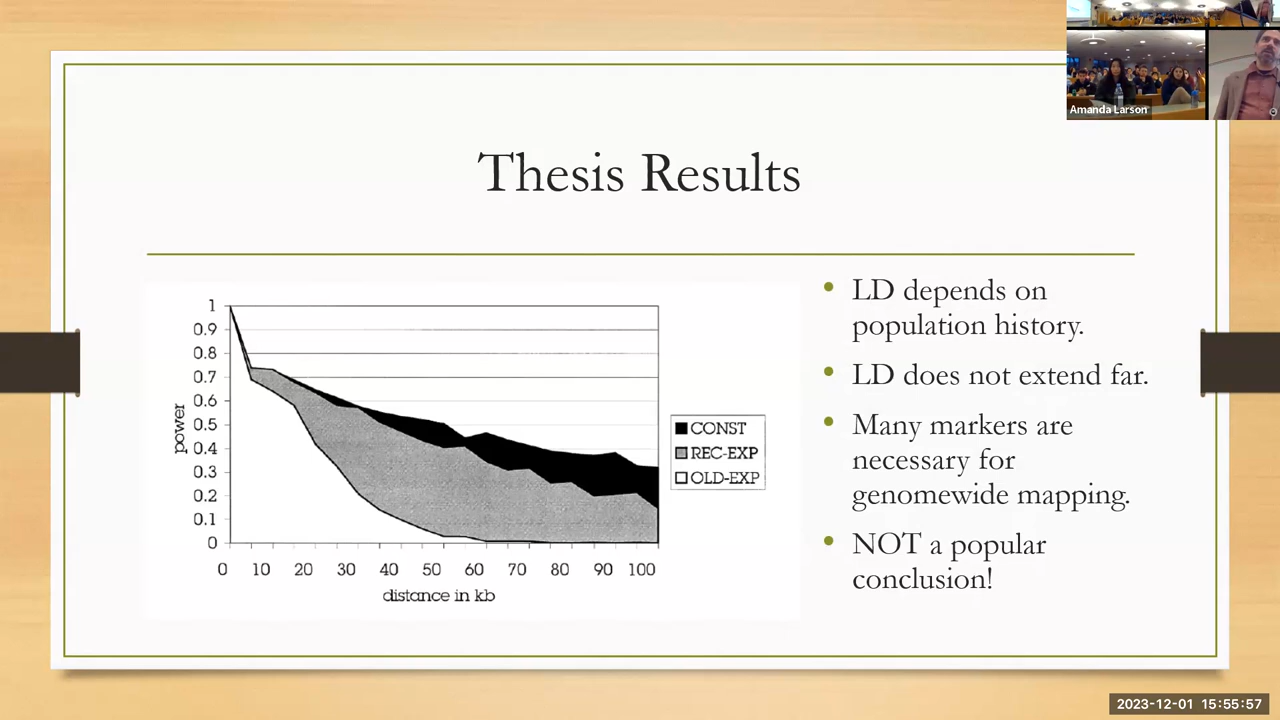 Amanda Larson
Thesis Results
1
0.9
0.8
0.7
0.6
0.5
0.4
0.3
0.2
0.1
0
power
0 10 20 30 40 50 60 70 80 90 100
distance in kb
CONST
REC-EXP
OLD-EXP
• LD depends on
population history.
• LD does not extend far.
• Many markers are
necessary for
genomewide mapping.
• NOT a popular
conclusion!
2023-12-01 15:55:57